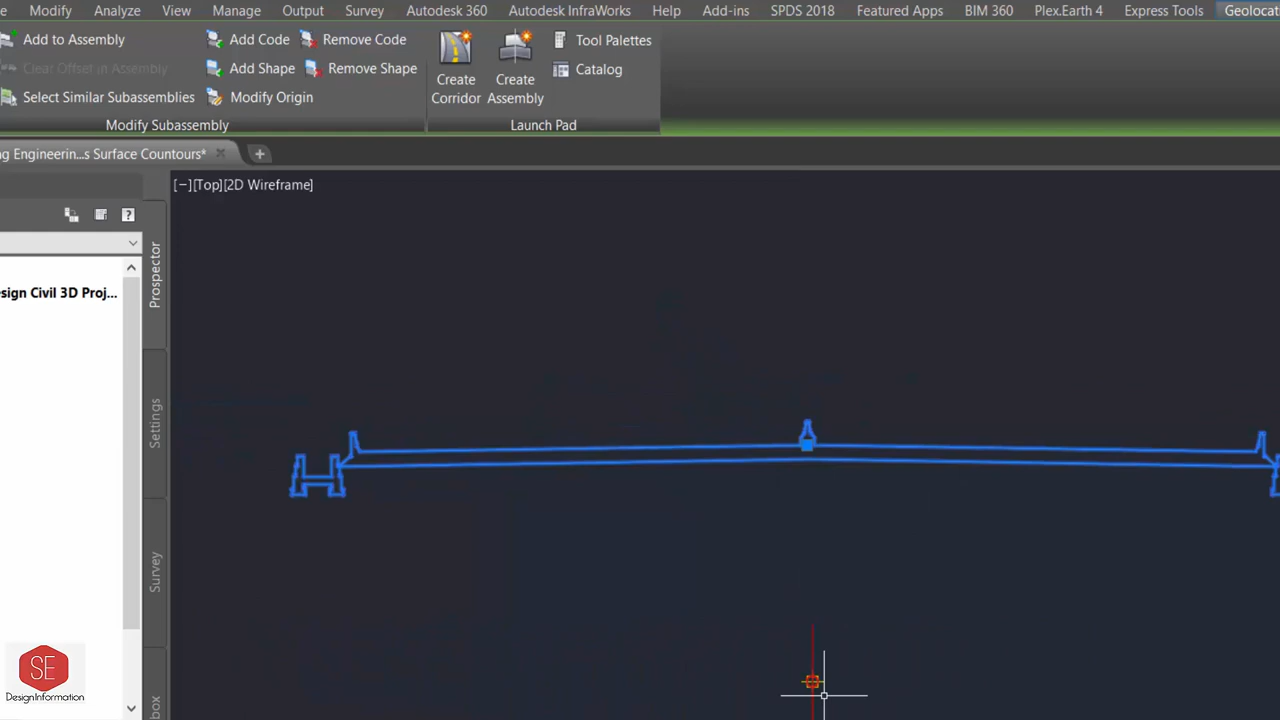 e Modify Analyze View Manage Output Survey Autodesk 360 Autodesk InfraWorks Help Add-ins SPDS 2018 Featured Apps BIM 360 Plex.Earth 4 Express Tools Geolocat
Add to Assembly Add Code Remove Code Tool Palettes
Clear Offset in Assembly Add Shape Remove Shape Create Corridor Create Assembly Catalog
Select Similar Subassemblies Modify Origin
Modify Subassembly Launch Pad
ng Engineerin...s Surface Countours*
[−][Top][2D Wireframe]
Prospector
esign Civil 3D Proj...
Settings
Survey
box
SE
DesignInformation